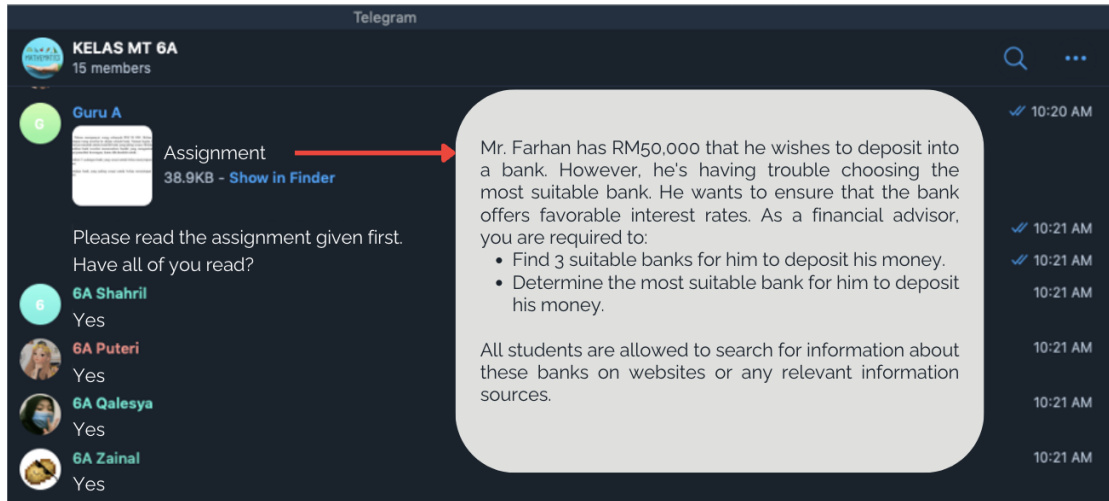 Telegram
KELAS MT 6A
15 members
Guru A
10:20 AM
Assignment
38.9KB - Show in Finder
Mr. Farhan has RM50,000 that he wishes to deposit into
a bank. However, he's having trouble choosing the
most suitable bank. He wants to ensure that the bank
offers favorable interest rates. As a financial advisor,
you are required to:
• Find 3 suitable banks for him to deposit his money.
• Determine the most suitable bank for him to deposit
his money.
All students are allowed to search for information about
these banks on websites or any relevant information
sources.
Please read the assignment given first.
10:21 AM
Have all of you read?
10:21 AM
6A Shahril
10:21 AM
Yes
6A Puteri
10:21 AM
Yes
6A Qalesya
10:21 AM
Yes
6A Zainal
10:21 AM
Yes
G
6